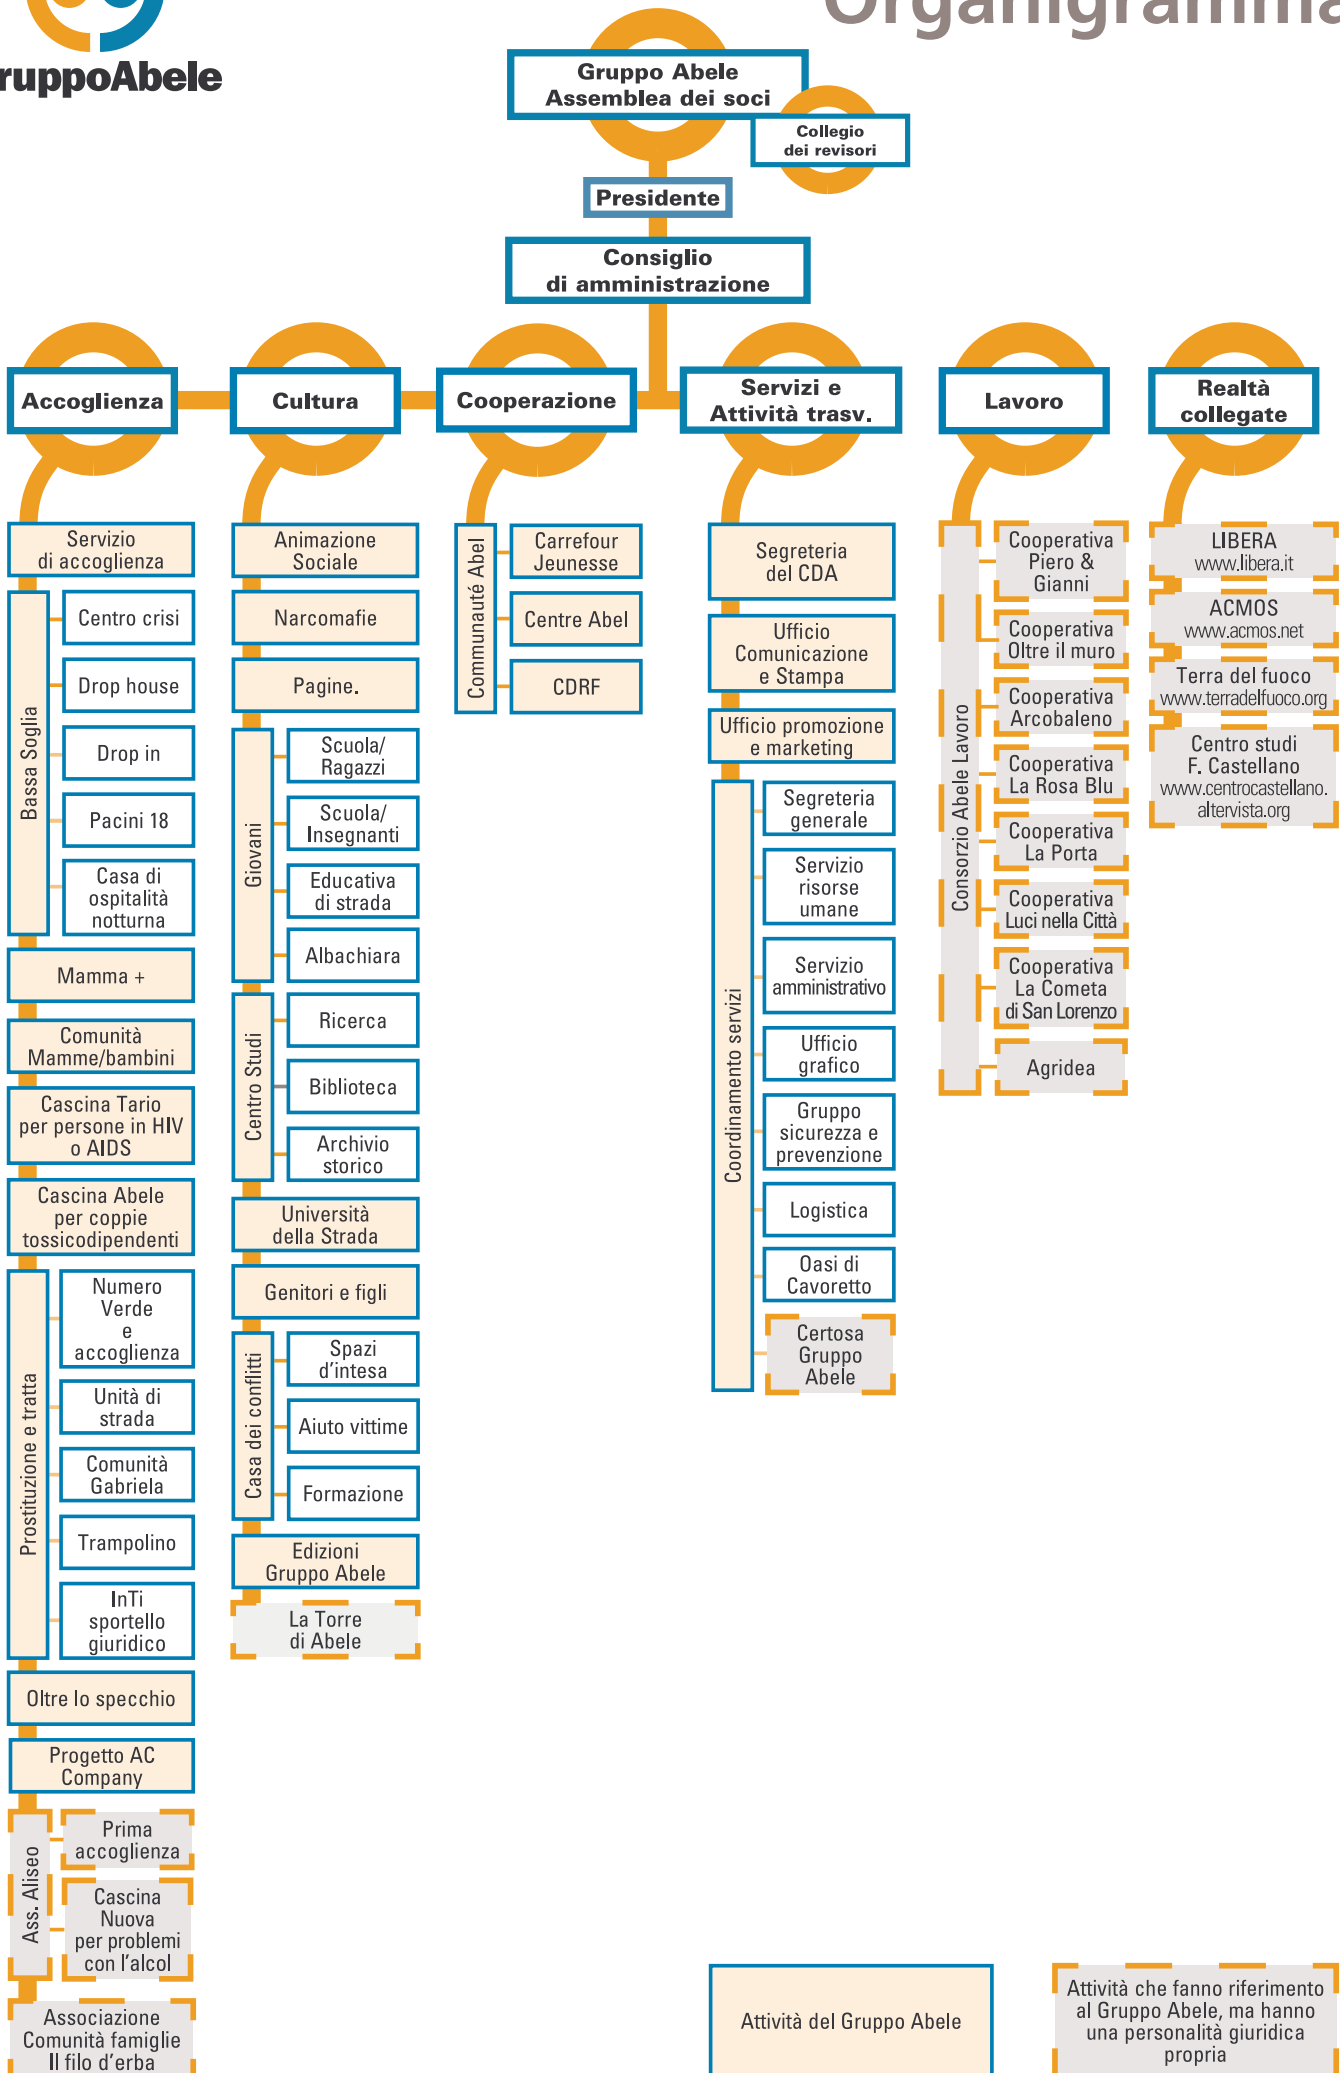 Organigramma
ruppoAbele
Gruppo Abele
Assemblea dei soci
Collegio
dei revisori
Presidente
Consiglio
di amministrazione
Accoglienza
Cultura
Cooperazione
Servizi e
Attività trasv.
Lavoro
Realtà
collegate
Servizio
di accoglienza
Bassa Soglia
Centro crisi
Drop house
Drop in
Pacini 18
Casa di
ospitalità
notturna
Mamma +
Comunità
Mamme/bambini
Cascina Tario
per persone in HIV
o AIDS
Cascina Abele
per coppie
tossicodipendenti
Prostituzione e tratta
Numero
Verde
e
accoglienza
Unità di
strada
Comunità
Gabriela
Trampolino
InTi
sportello
giuridico
Oltre lo specchio
Progetto AC
Company
Ass. Aliseo
Prima
accoglienza
Cascina
Nuova
per problemi
con l'alcol
Associazione
Comunità famiglie
Il filo d'erba
Animazione
Sociale
Narcomafie
Pagine.
Giovani
Scuola/
Ragazzi
Scuola/
Insegnanti
Educativa
di strada
Albachiara
Centro Studi
Ricerca
Biblioteca
Archivio
storico
Università
della Strada
Genitori e figli
Casa dei conflitti
Spazi
d'intesa
Aiuto vittime
Formazione
Edizioni
Gruppo Abele
La Torre
di Abele
Communauté Abel
Carrefour
Jeunesse
Centre Abel
CDRF
Segreteria
del CDA
Ufficio
Comunicazione
e Stampa
Ufficio promozione
e marketing
Coordinamento servizi
Segreteria
generale
Servizio
risorse
umane
Servizio
amministrativo
Ufficio
grafico
Gruppo
sicurezza e
prevenzione
Logistica
Oasi di
Cavoretto
Certosa
Gruppo
Abele
Consorzio Abele Lavoro
Cooperativa
Piero &
Gianni
Cooperativa
Oltre il muro
Cooperativa
Arcobaleno
Cooperativa
La Rosa Blu
Cooperativa
La Porta
Cooperativa
Luci nella Città
Cooperativa
La Cometa
di San Lorenzo
Agridea
LIBERA
www.libera.it
ACMOS
www.acmos.net
Terra del fuoco
www.terradelfuoco.org
Centro studi
F. Castellano
www.centrocastellano.
altervista.org
Attività del Gruppo Abele
Attività che fanno riferimento
al Gruppo Abele, ma hanno
una personalità giuridica
propria